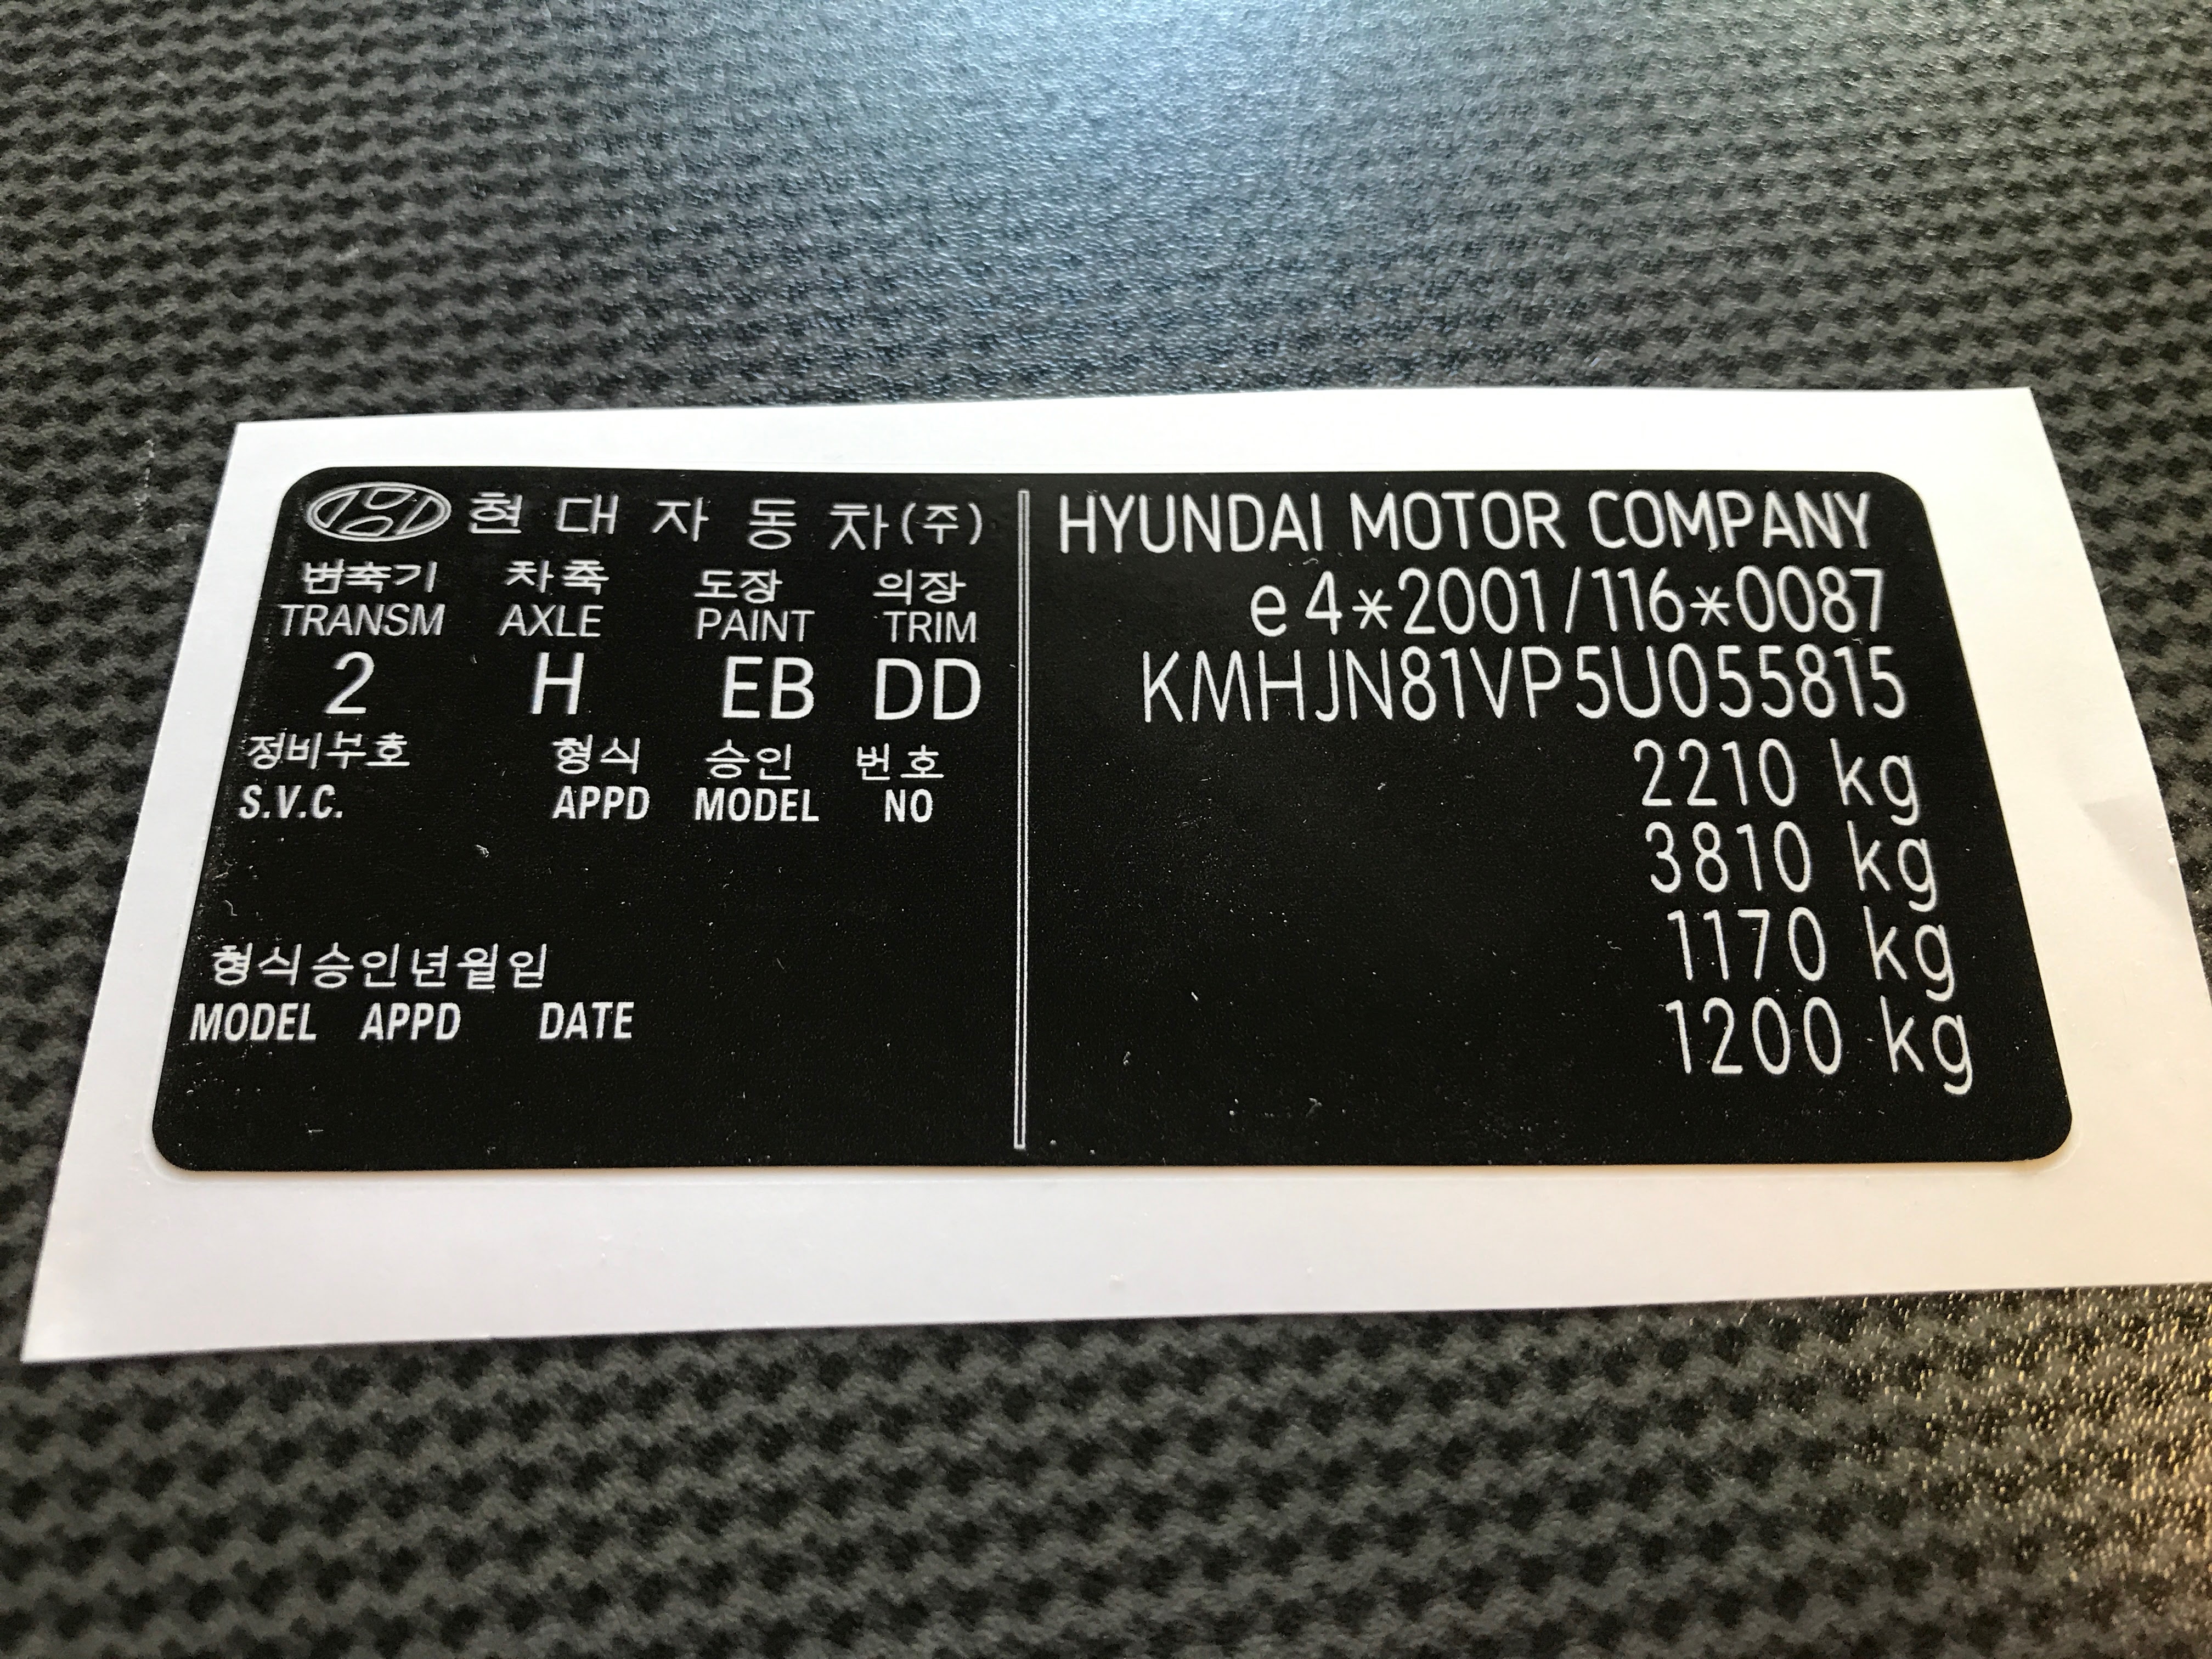 현대자동차(주)
변축기 차축 도장 의장
TRANSM AXLE PAINT TRIM
2 H EB DD
정비부호 형식 승인 번호
S.V.C. APPD MODEL NO
형식승인년월일
MODEL APPD DATE
HYUNDAI MOTOR COMPANY
e4*2001/116*0087
KMHJN81VP5U055815
2210 kg
3810 kg
1170 kg
1200 kg